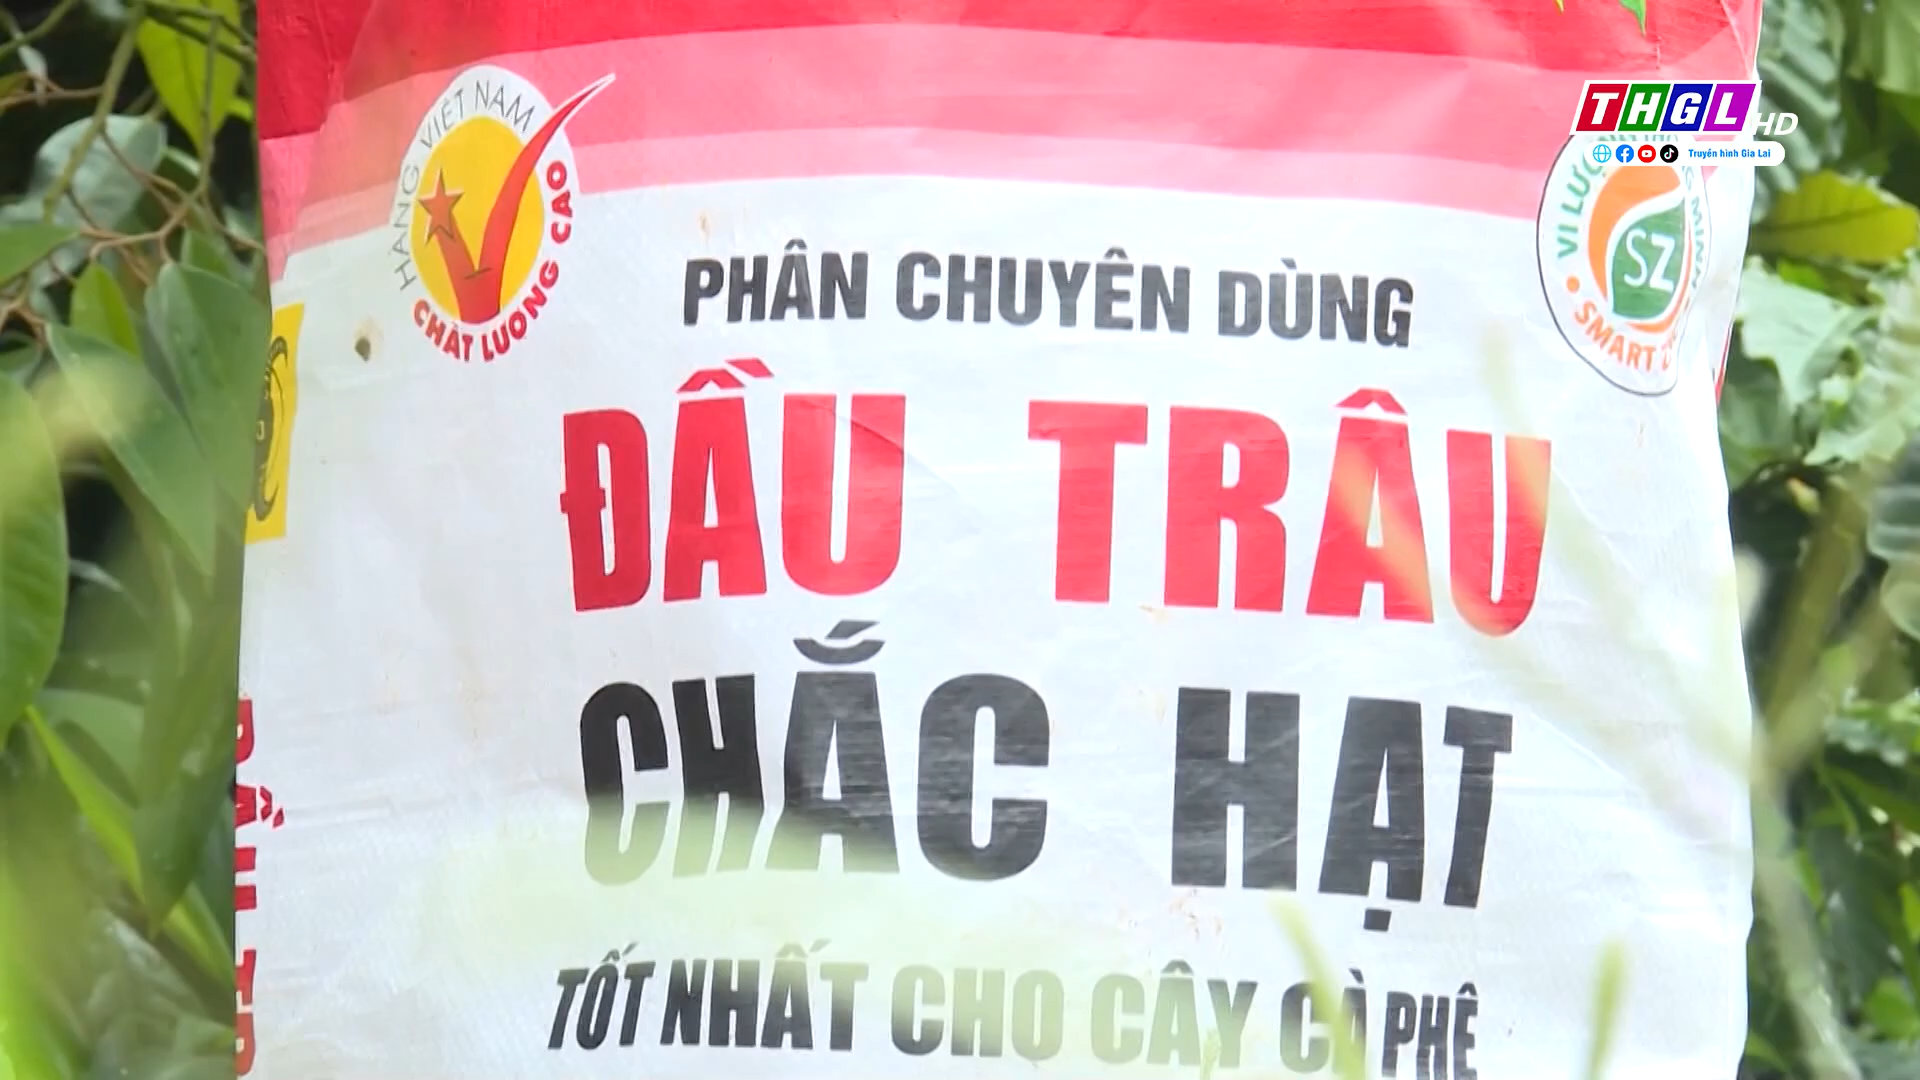 THGL HD
Truyền hình Gia Lai
HÀNG VIỆT NAM
CHẤT LƯỢNG CAO
SZ
SMART
PHÂN CHUYÊN DÙNG
ĐẦU TRÂU
CHẮC HẠT
TỐT NHẤT CHO CÂY CÀ PHÊ